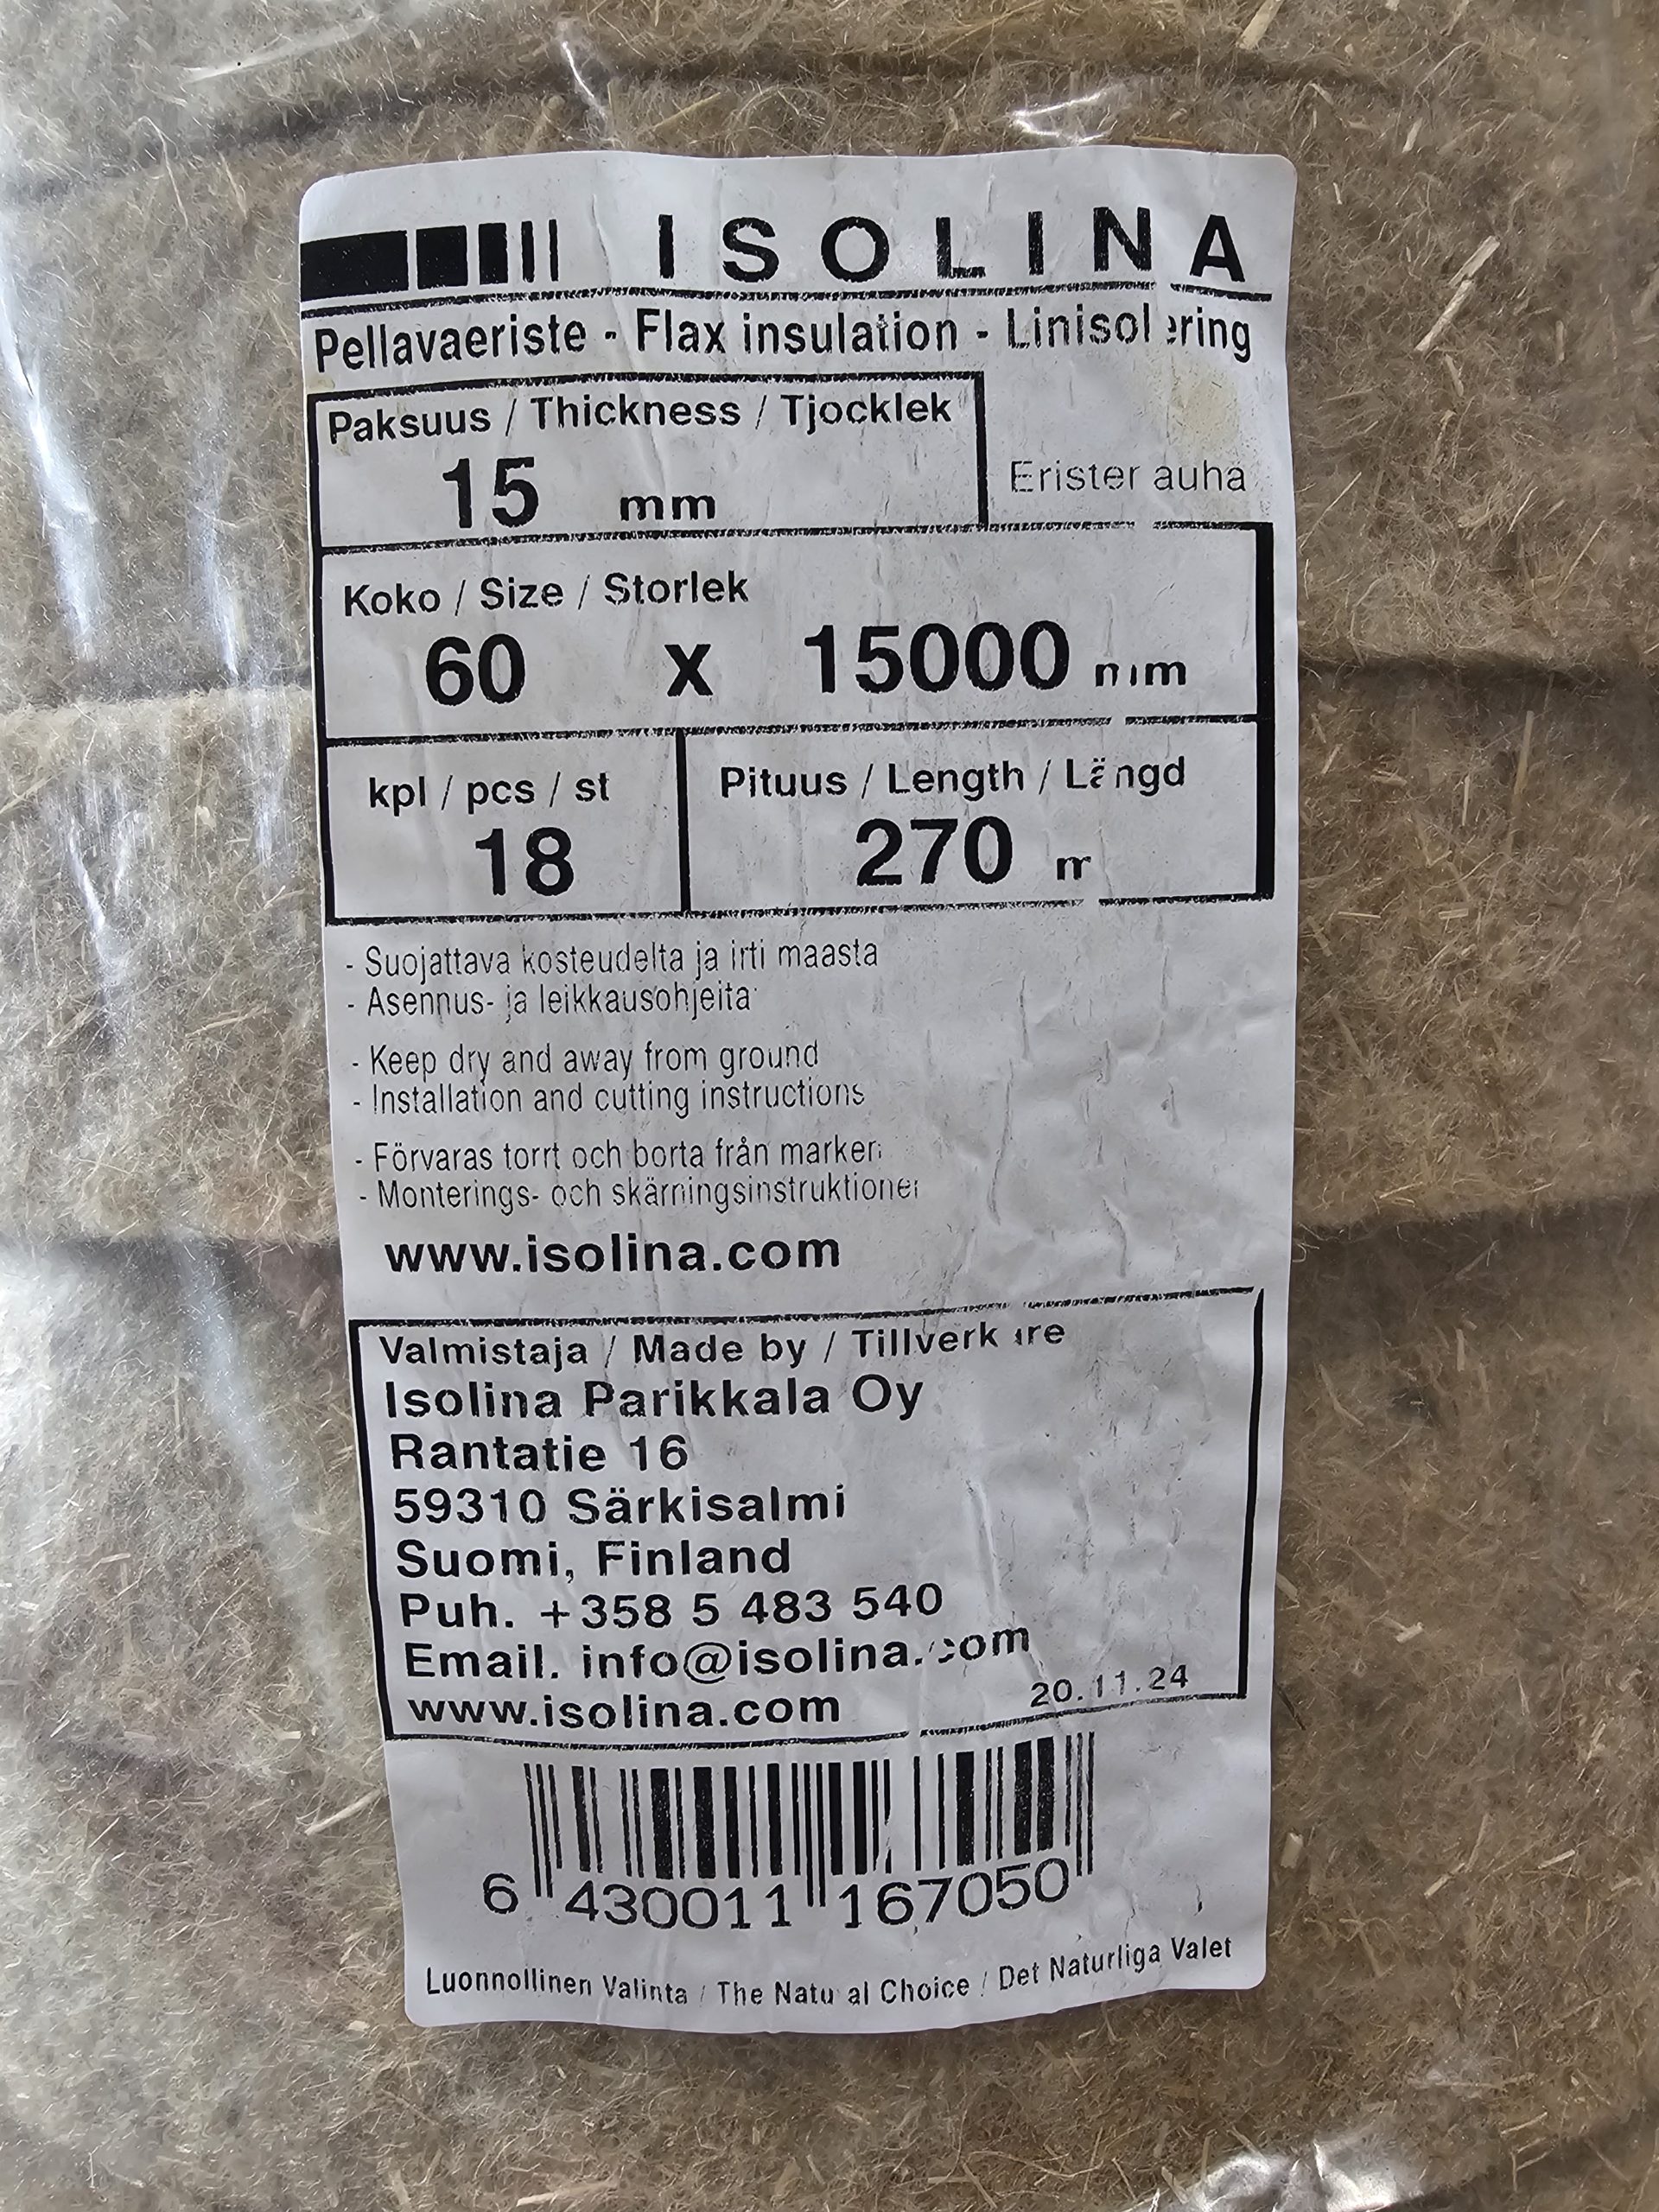 ISOLINA
Pellavaeriste - Flax insulation - Linisolering
Paksuus / Thickness / Tjocklek
15 mm
Eristenauha
Koko / Size / Storlek
60 x 15000 mm
kpl / pcs / st
18
Pituus / Length / Längd
270 m
- Suojattava kosteudelta ja irti maasta
- Asennus- ja leikkausohjeita
- Keep dry and away from ground
- Installation and cutting instructions
- Förvaras torrt och borta från marken
- Monterings- och skärningsinstruktioner
www.isolina.com
Valmistaja / Made by / Tillverkare
Isolina Parikkala Oy
Rantatie 16
59310 Särkisalmi
Suomi, Finland
Puh. +358 5 483 540
Email. info@isolina.com
www.isolina.com
20.11.24
6 430011 167050
Luonnollinen Valinta / The Natural Choice / Det Naturliga Valet